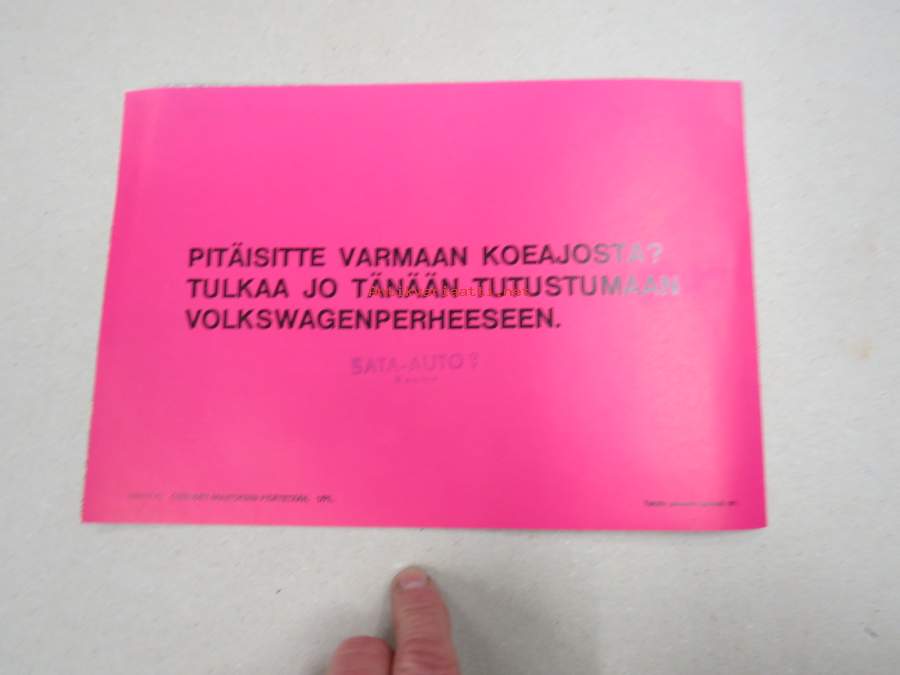 PITÄISITTE VARMAAN KOEAJOSTA?
TULKAA JO TÄNÄÄN TUTUSTUMAAN
VOLKSWAGENPERHEESEEN.
SATA-AUTO